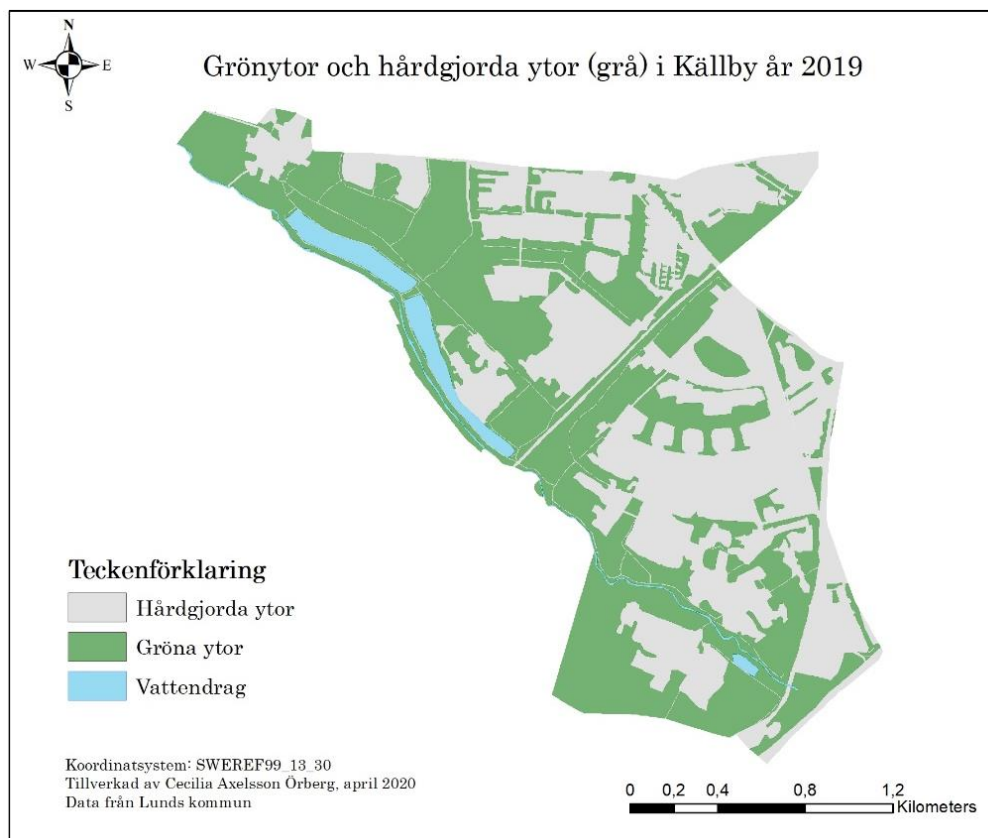 N
W E
S
Grönytor och hårdgjorda ytor (grå) i Källby år 2019
Teckenförklaring
Hårdgjorda ytor
Gröna ytor
Vattendrag
Koordinatsystem: SWEREF99_13_30
Tillverkad av Cecilia Axelsson Örberg, april 2020
Data från Lunds kommun
0 0,2 0,4 0,8 1,2
Kilometers